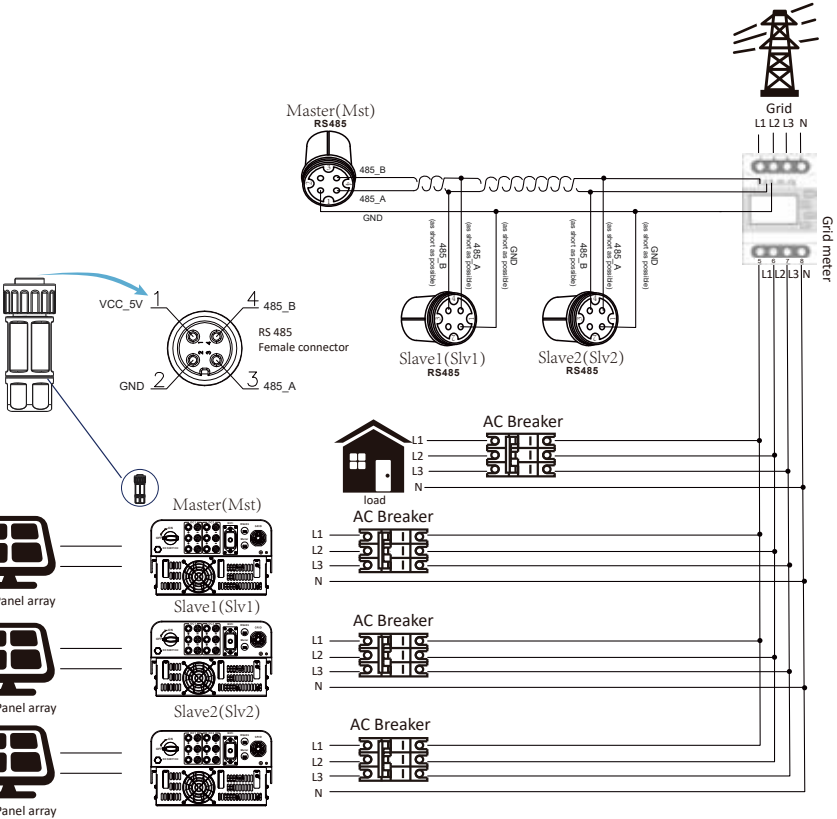 Grid
L1 L2 L3 N
Master(Mst)
RS485
485_B
485_A
GND
Grid meter
5 6 7 8
L1 L2 L3 N
485_B
(as short as possible)
485_A
(as short as possible)
GND
(as short as possible)
485_B
(as short as possible)
485_A
(as short as possible)
GND
(as short as possible)
Slave1(Slv1)
RS485
Slave2(Slv2)
RS485
VCC_5V 1
4 485_B
RS 485
Female connector
GND 2
3 485_A
AC Breaker
L1
L2
L3
N
load
Master(Mst)
AC Breaker
L1
L2
L3
N
Panel array
Slave1(Slv1)
AC Breaker
L1
L2
L3
N
Panel array
Slave2(Slv2)
AC Breaker
L1
L2
L3
N
Panel array